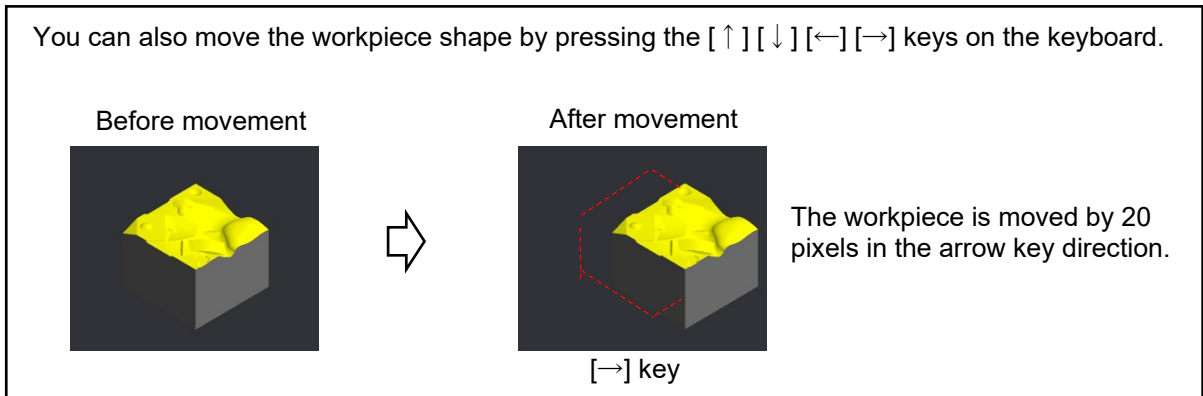 You can also move the workpiece shape by pressing the [↑] [↓] [←] [→] keys on the keyboard.
Before movement
After movement
The workpiece is moved by 20
pixels in the arrow key direction.
[→] key